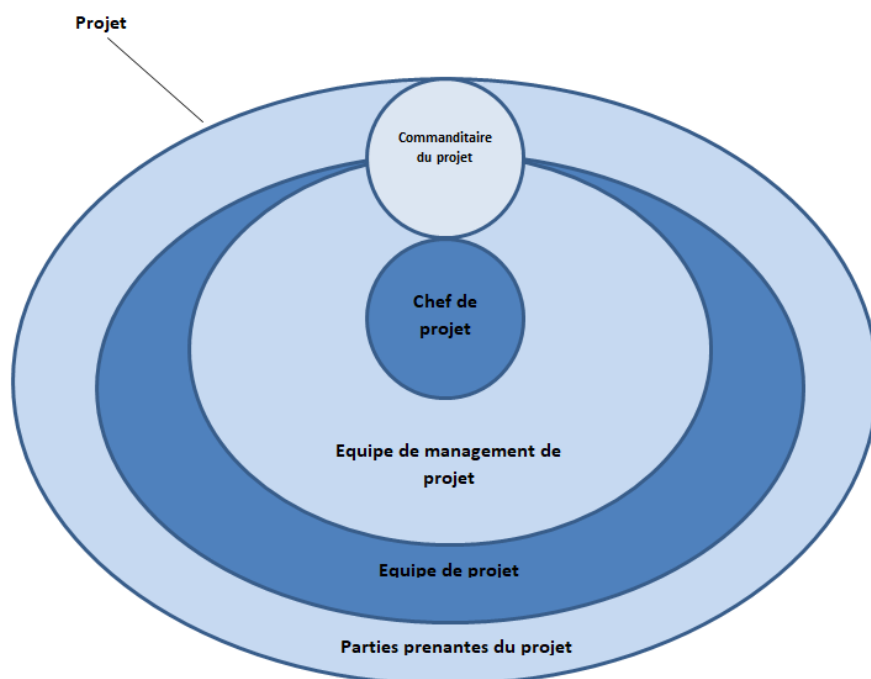 Projet
Commanditaire
du projet
Chef de
projet
Equipe de management de
projet
Equipe de projet
Parties prenantes du projet